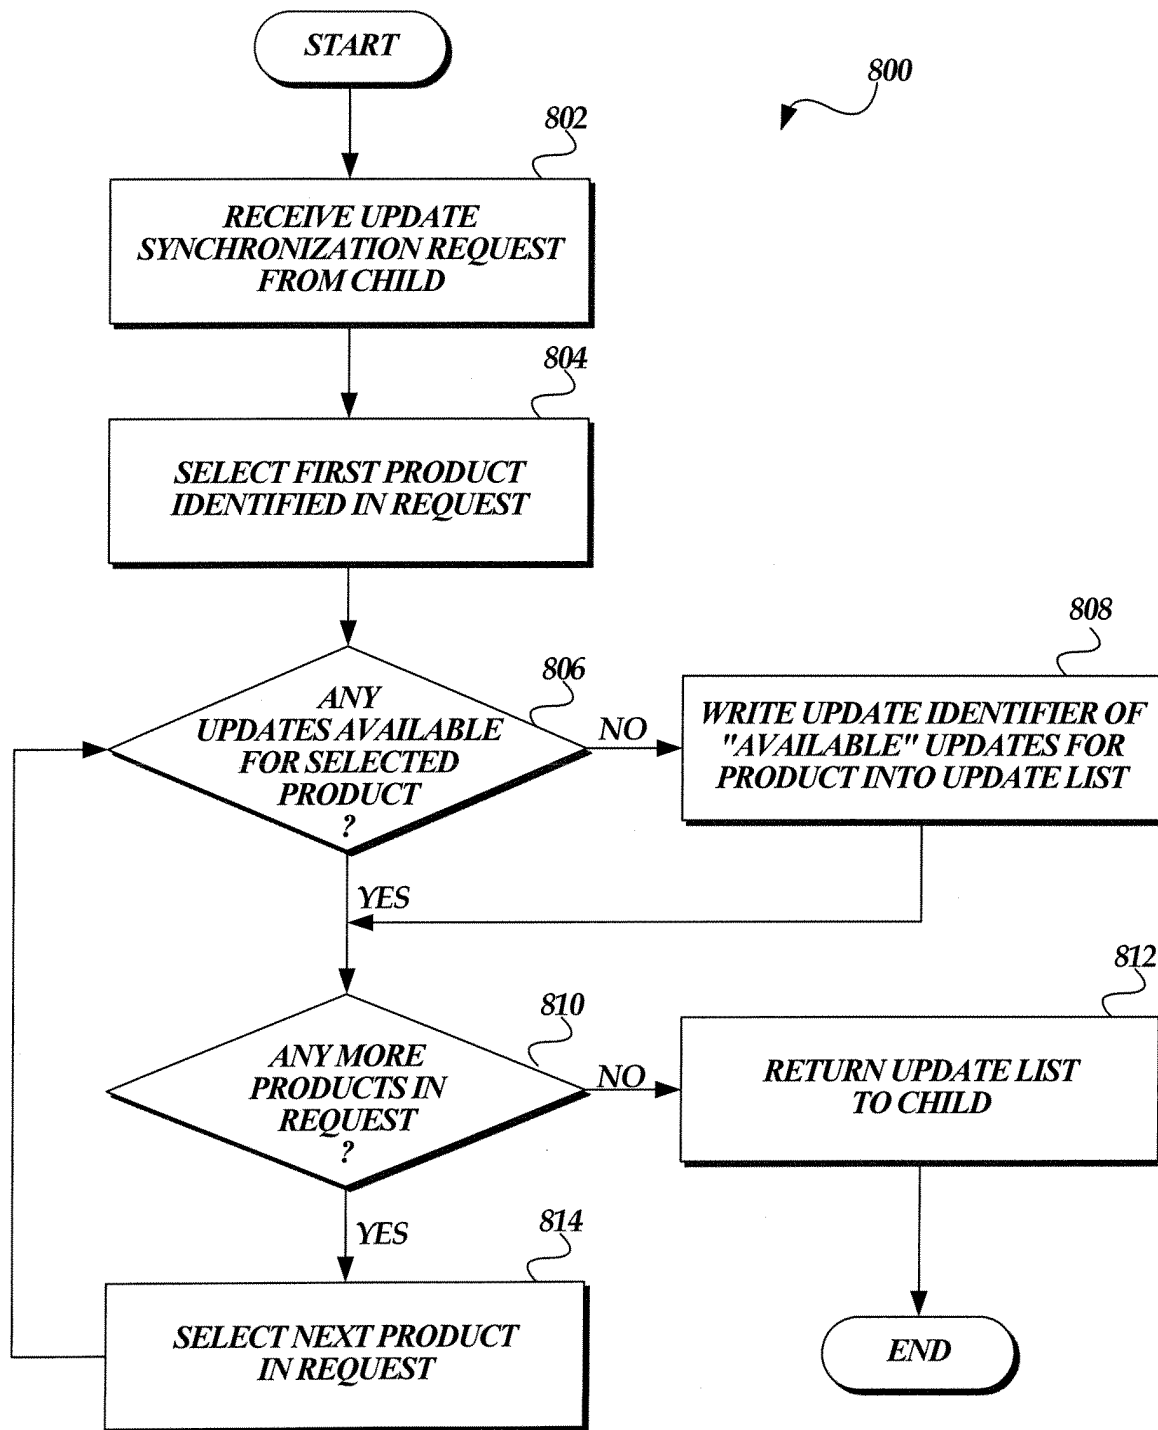 START
800
802
RECEIVE UPDATE
SYNCHRONIZATION REQUEST
FROM CHILD
804
SELECT FIRST PRODUCT
IDENTIFIED IN REQUEST
806
ANY
UPDATES AVAILABLE
FOR SELECTED
PRODUCT
?
NO
808
WRITE UPDATE IDENTIFIER OF
"AVAILABLE" UPDATES FOR
PRODUCT INTO UPDATE LIST
YES
810
ANY MORE
PRODUCTS IN
REQUEST
?
NO
812
RETURN UPDATE LIST
TO CHILD
YES
814
SELECT NEXT PRODUCT
IN REQUEST
END